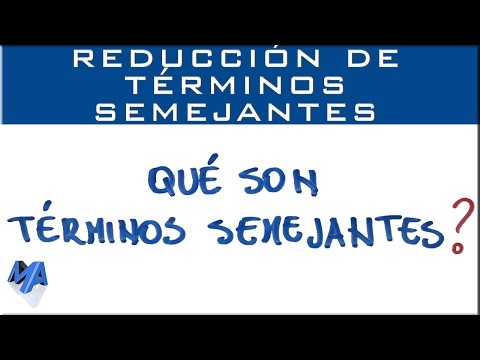 REDUCCIÓN DE
TÉRMINOS
SEMEJANTES
QUÉ SON
TÉRMINOS SEMEJANTES?
MA